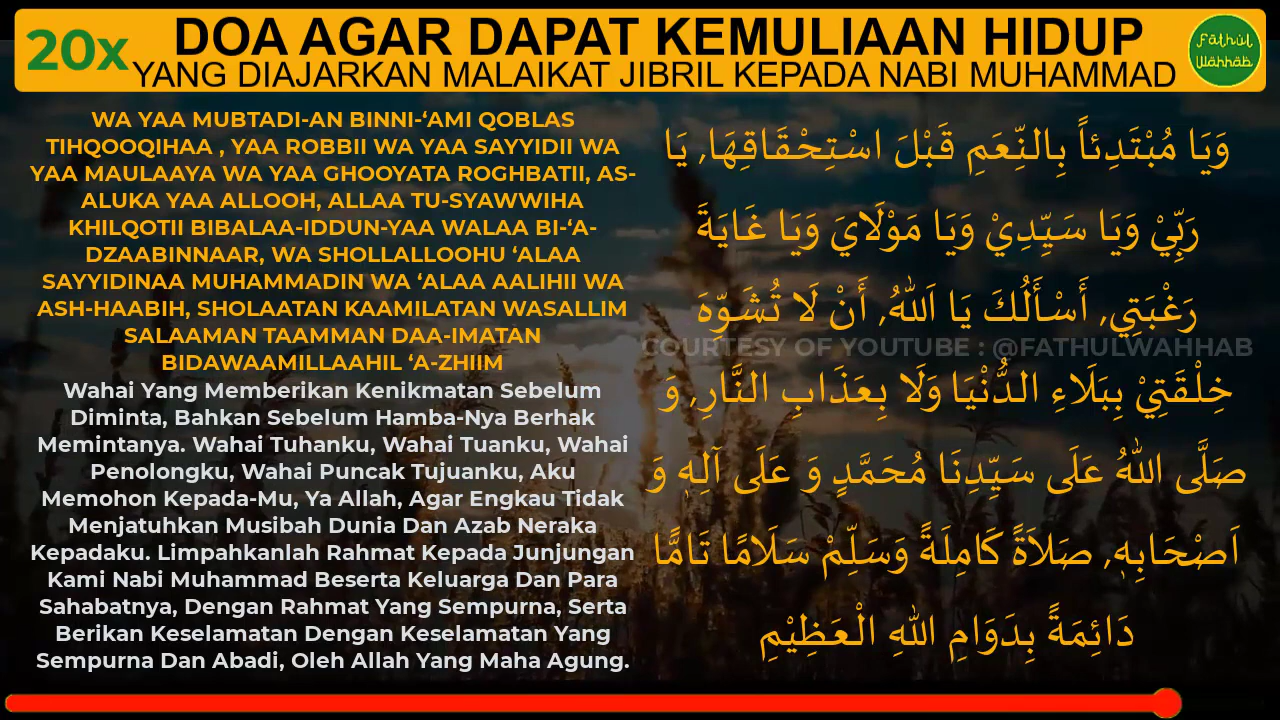 20x
DOA AGAR DAPAT KEMULIAAN HIDUP
YANG DIAJARKAN MALAIKAT JIBRIL KEPADA NABI MUHAMMAD
Fathul
Wahhab
WA YAA MUBTADI-AN BINNI-‘AMI QOBLAS
TIHQOOQIHAA , YAA ROBBII WA YAA SAYYIDII WA
YAA MAULAAYA WA YAA GHOOYATA ROGHBATII, AS-
ALUKA YAA ALLOOH, ALLAA TU-SYAWWIHA
KHILQOTII BIBALAA-IDDUN-YAA WALAA BI-‘A-
DZAABINNAAR, WA SHOLLALLOOHU ‘ALAA
SAYYIDINAA MUHAMMADIN WA ‘ALAA AALIHII WA
ASH-HAABIH, SHOLAATAN KAAMILATAN WASALLIM
SALAAMAN TAAMMAN DAA-IMATAN
BIDAWAAMILLAAHIL ‘A-ZHIIM
Wahai Yang Memberikan Kenikmatan Sebelum
Diminta, Bahkan Sebelum Hamba-Nya Berhak
Memintanya. Wahai Tuhanku, Wahai Tuanku, Wahai
Penolongku, Wahai Puncak Tujuanku, Aku
Memohon Kepada-Mu, Ya Allah, Agar Engkau Tidak
Menjatuhkan Musibah Dunia Dan Azab Neraka
Kepadaku. Limpahkanlah Rahmat Kepada Junjungan
Kami Nabi Muhammad Beserta Keluarga Dan Para
Sahabatnya, Dengan Rahmat Yang Sempurna, Serta
Berikan Keselamatan Dengan Keselamatan Yang
Sempurna Dan Abadi, Oleh Allah Yang Maha Agung.
وَيَا مُبْتَدِئاً بِالنِّعَمِ قَبْلَ اسْتِحْقَاقِهَا, يَا
رَبِّيْ وَيَا سَيِّدِيْ وَيَا مَوْلَايَ وَيَا غَايَةَ
رَغْبَتِي, أَسْأَلُكَ يَا اَللهُ, أَنْ لَا تُشَوِّهَ
COURTESY OF YOUTUBE : @FATHULWAHHAB
خِلْقَتِيْ بِبَلَاءِ الدُّنْيَا وَلَا بِعَذَابِ النَّارِ, وَ
صَلَّى اللهُ عَلَى سَيِّدِنَا مُحَمَّدٍ وَ عَلَى آلِهٖ وَ
اَصْحَابِهٖ, صَلاَةً كَامِلَةً وَسَلِّمْ سَلَامًا تَامًّا
دَائِمَةً بِدَوَامِ اللهِ الْعَظِيْمِ